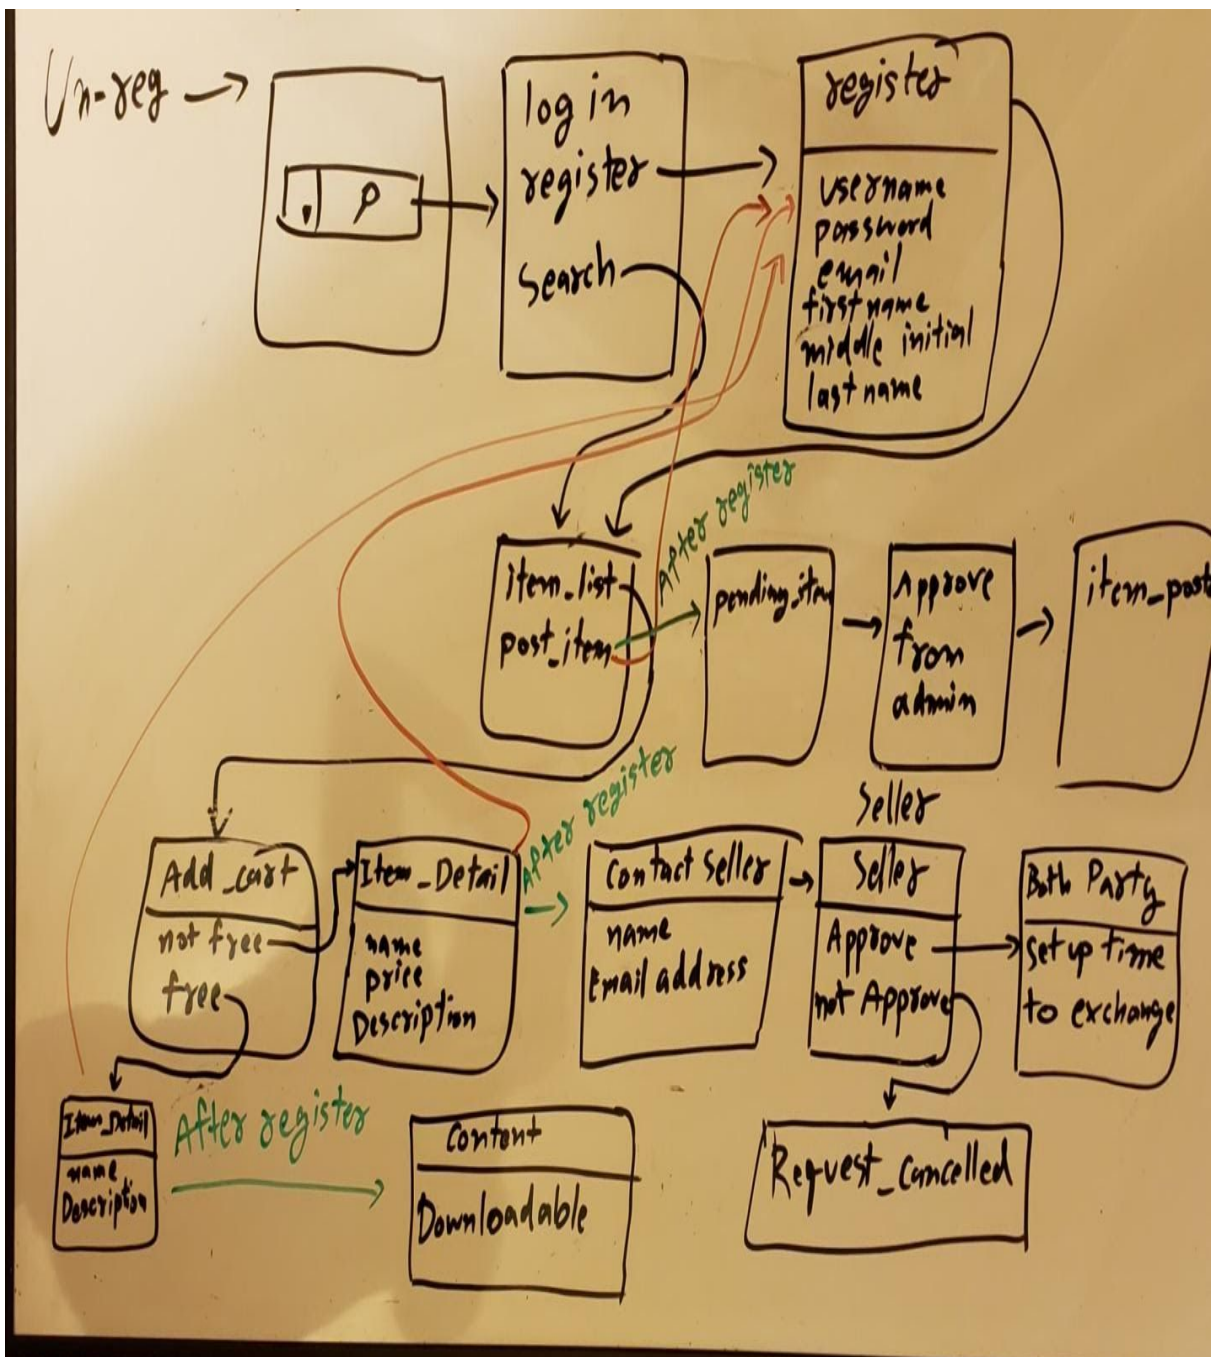 Un-reg
log in
register
search
register
username
password
email
first name
middle initial
last name
After register
item_list
post_item
pending_item
Approve
from
admin
item_post
After register
Seller
Add_cart
not free
free
Item_Detail
name
price
Description
Contact Seller
name
Email address
Seller
Approve
not Approve
Both Party
set up time
to exchange
Item_Detail
name
Description
After register
Content
Downloadable
Request_Cancelled